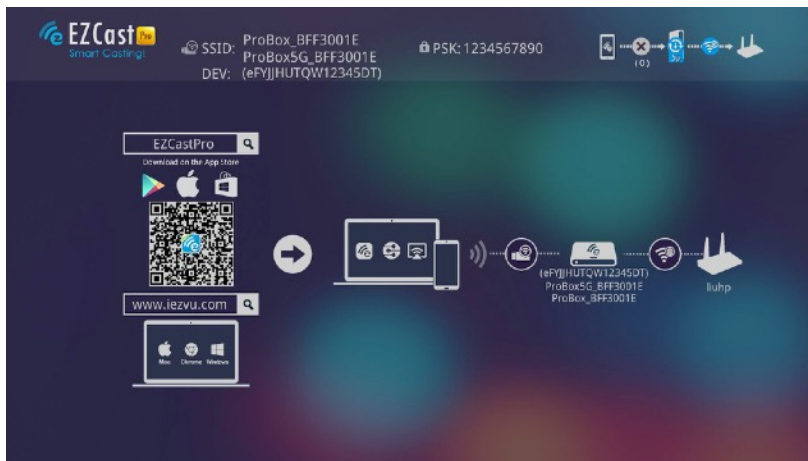 EZCast Pro
Smart Casting!
SSID: ProBox_BFF3001E
ProBox5G_BFF3001E
DEV: (eFYJJHUTQW12345DT)
PSK: 1234567890
(0)
EZCastPro
Download on the App Store
www.iezvu.com
Mac Chrome Windows
(eFYJJHUTQW12345DT)
ProBox5G_BFF3001E
ProBox_BFF3001E
liuhp